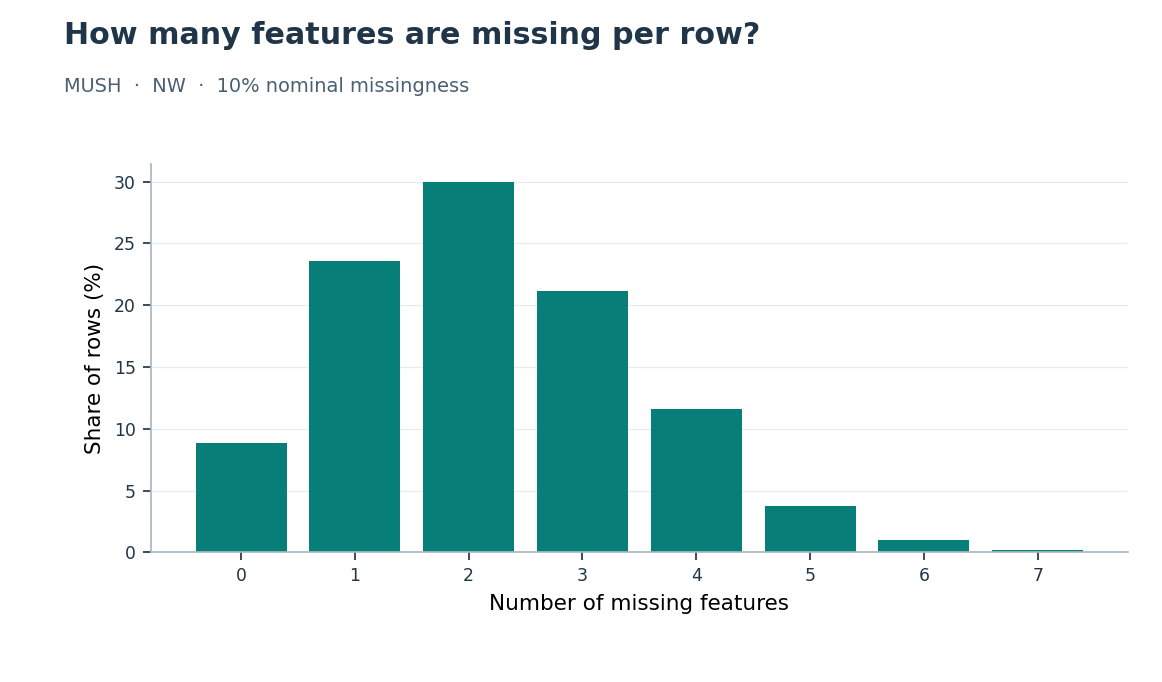 How many features are missing per row?
MUSH · NW · 10% nominal missingness
30
25
20
15
10
5
0
Share of rows (%)
0 1 2 3 4 5 6 7
Number of missing features